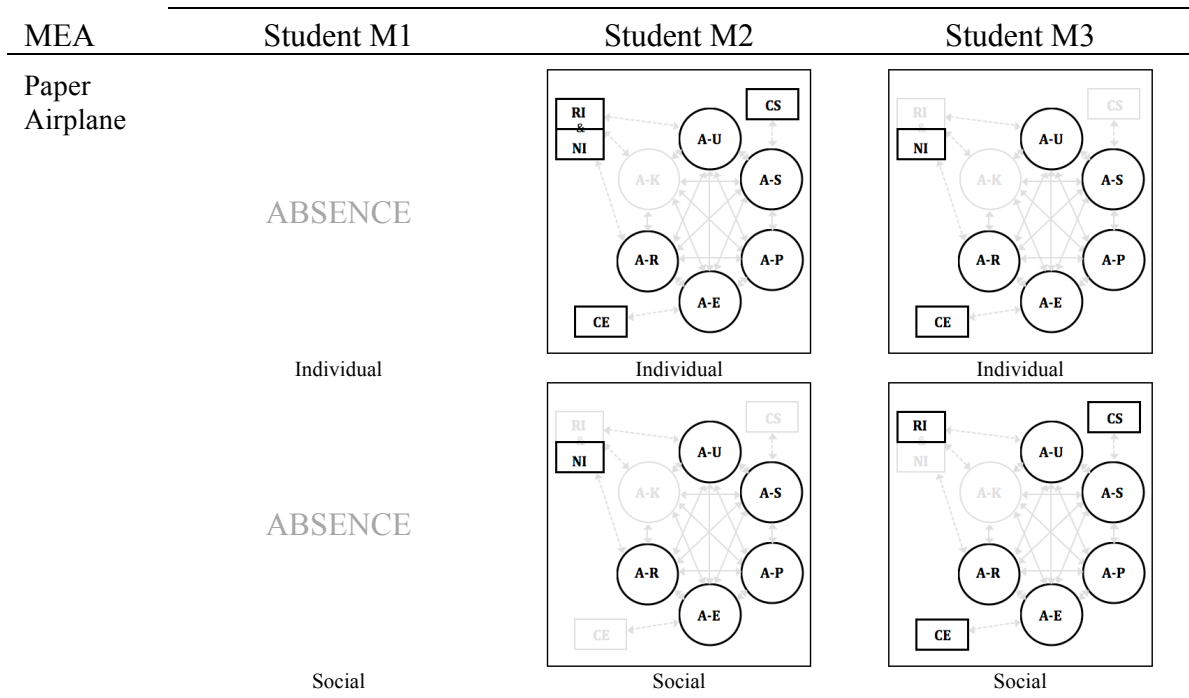 MEA Student M1 Student M2 Student M3
Paper
Airplane
ABSENCE
RI
&
NI
CS
A-U
A-K
A-S
A-R
A-P
A-E
CE
RI
&
NI
CS
A-U
A-K
A-S
A-R
A-P
A-E
CE
Individual Individual Individual
ABSENCE
RI
&
NI
CS
A-U
A-K
A-S
A-R
A-P
A-E
CE
RI
&
NI
CS
A-U
A-K
A-S
A-R
A-P
A-E
CE
Social Social Social